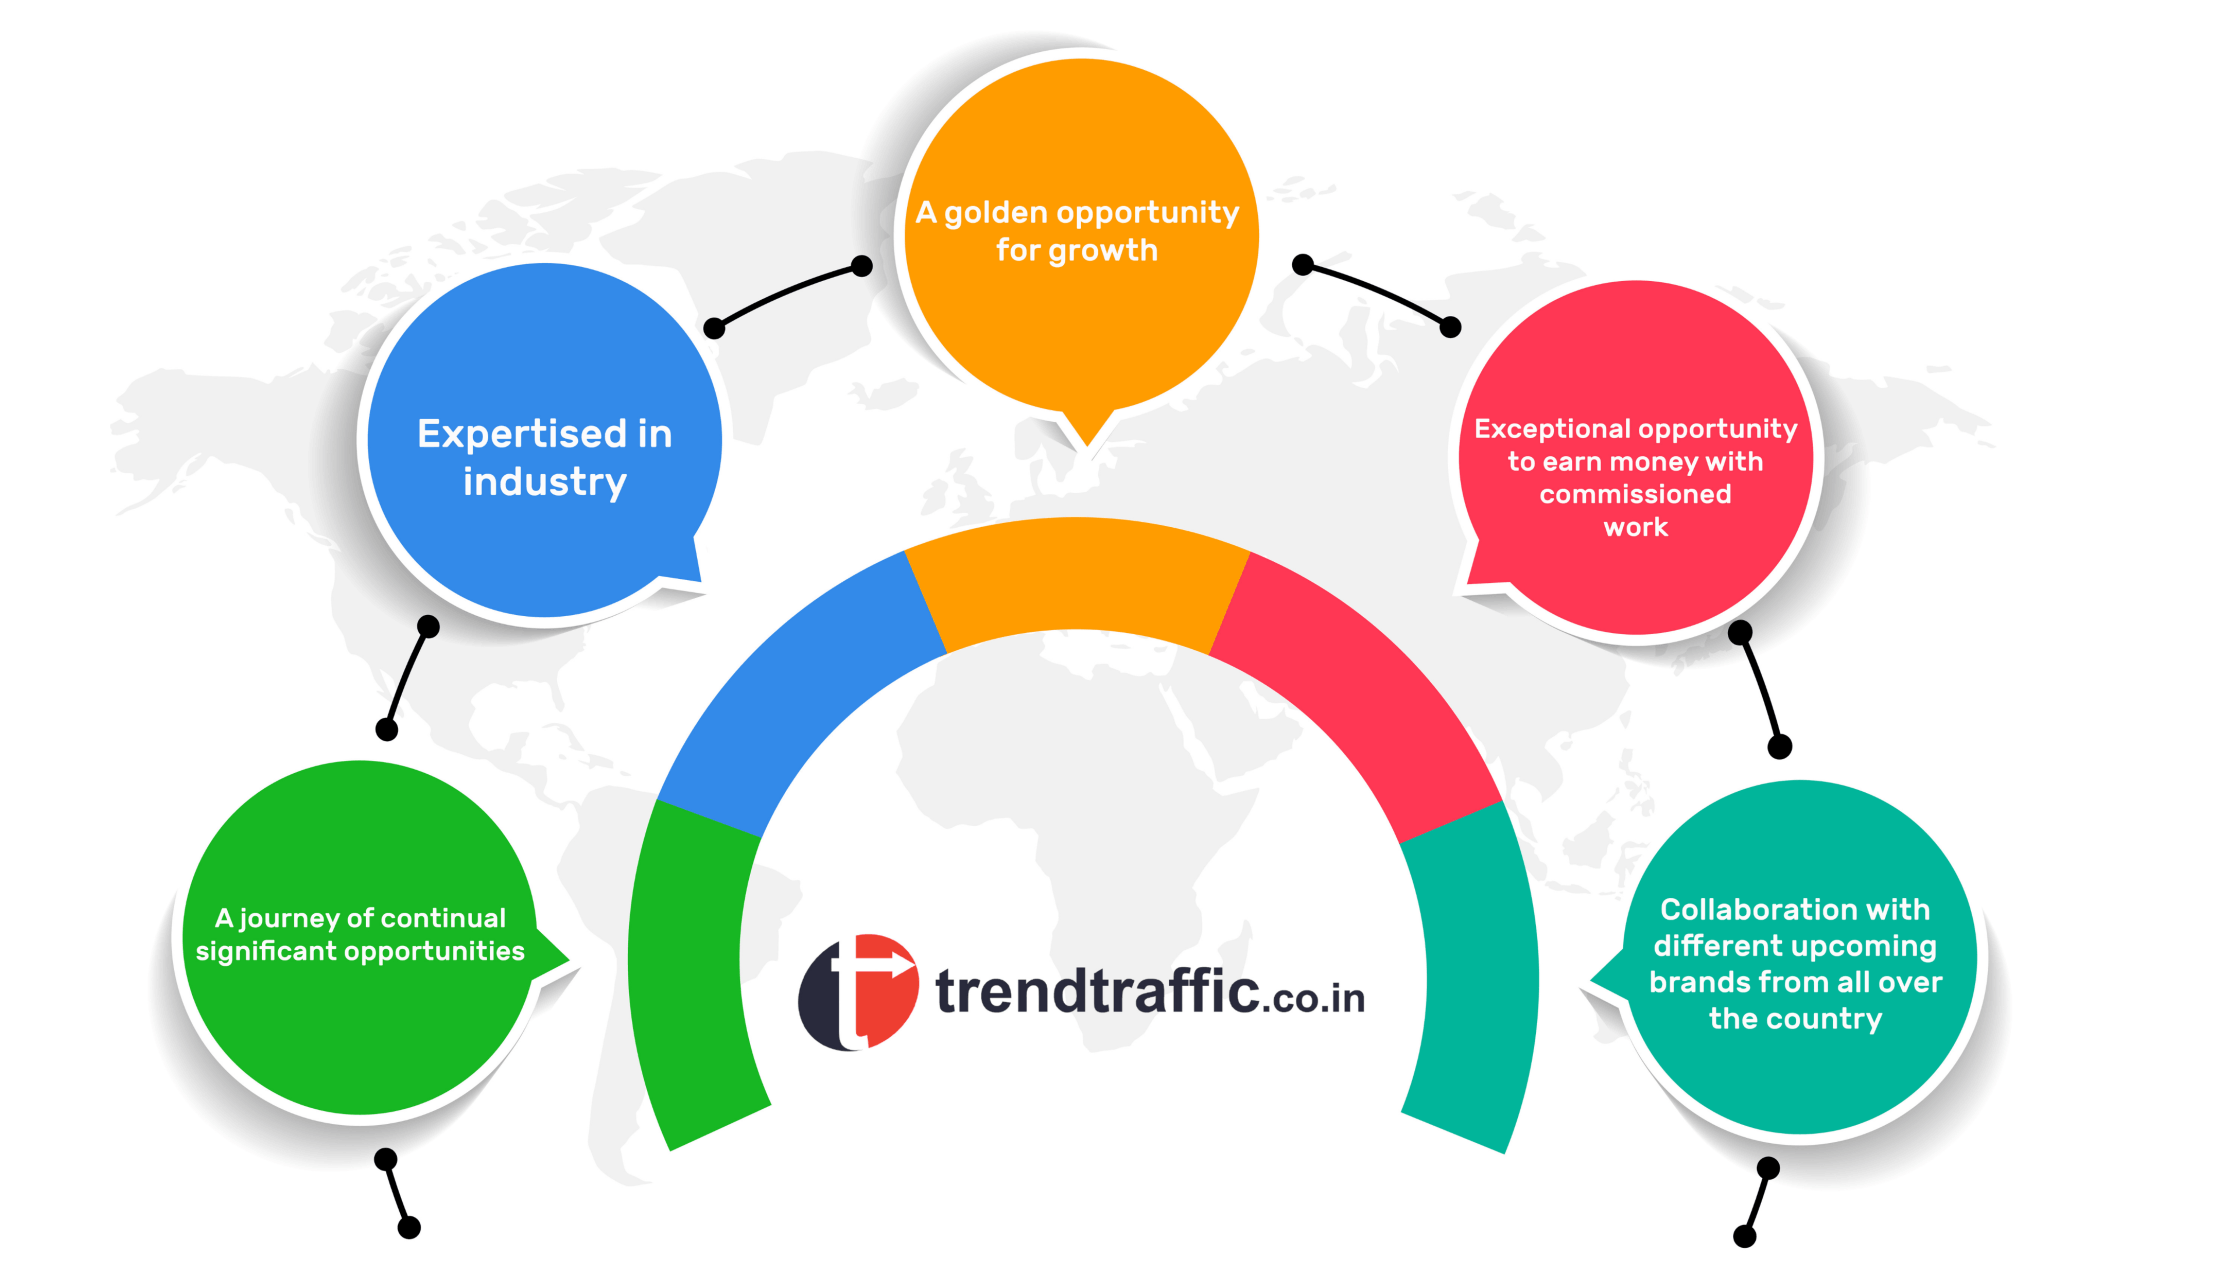 A golden opportunity
for growth
Expertised in
industry
Exceptional opportunity
to earn money with
commissioned
work
A journey of continual
significant opportunities
Collaboration with
different upcoming
brands from all over
the country
trendtraffic.co.in